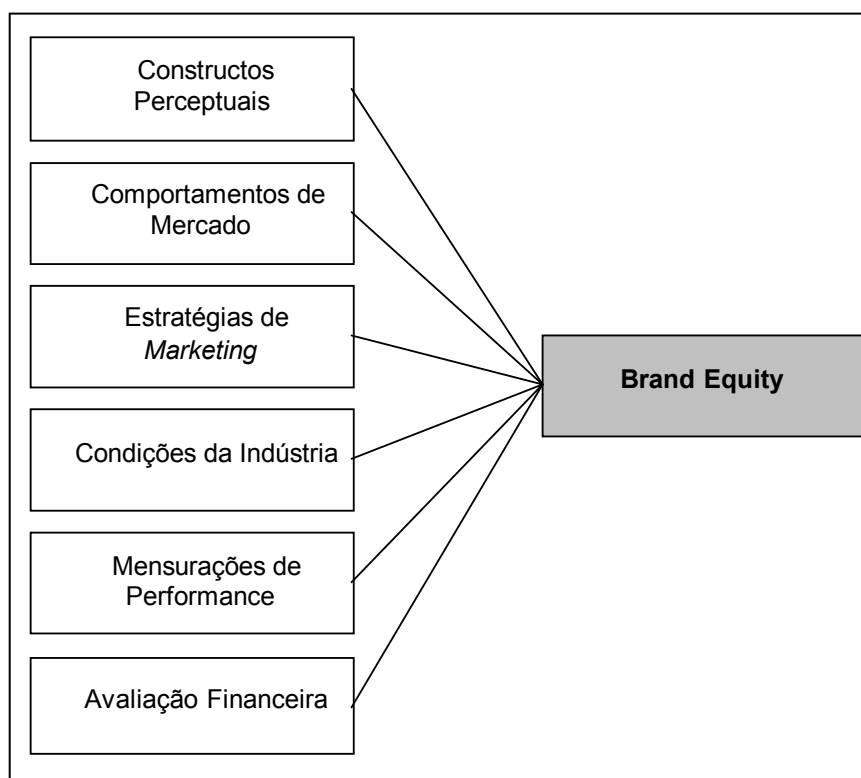 Constructos
Perceptuais
Comportamentos de
Mercado
Estratégias de
Marketing
Condições da Indústria
Mensurações de
Performance
Avaliação Financeira
Brand Equity